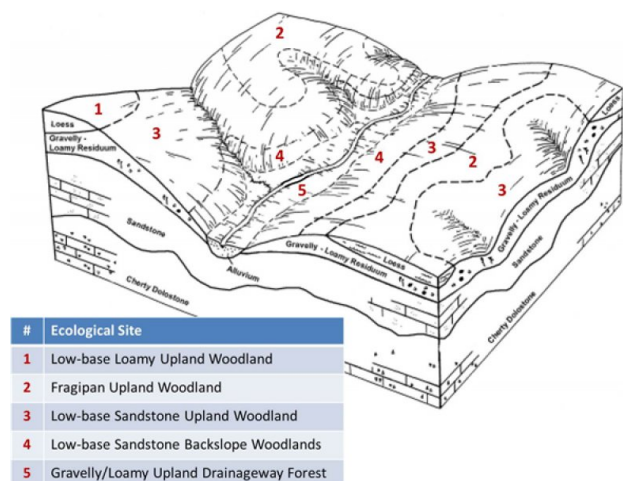 2
1
Loess
Gravelly - Loamy Residuum
3
4
4
3
2
5
3
Loess
Gravelly - Loamy Residuum
Sandstone
Cherty Dolostone
Alluvium
Gravelly - Loamy Residuum
Loess
Gravelly - Loamy Residuum
Sandstone
Cherty Dolostone
# Ecological Site
1 Low-base Loamy Upland Woodland
2 Fragipan Upland Woodland
3 Low-base Sandstone Upland Woodland
4 Low-base Sandstone Backslope Woodlands
5 Gravelly/Loamy Upland Drainageway Forest